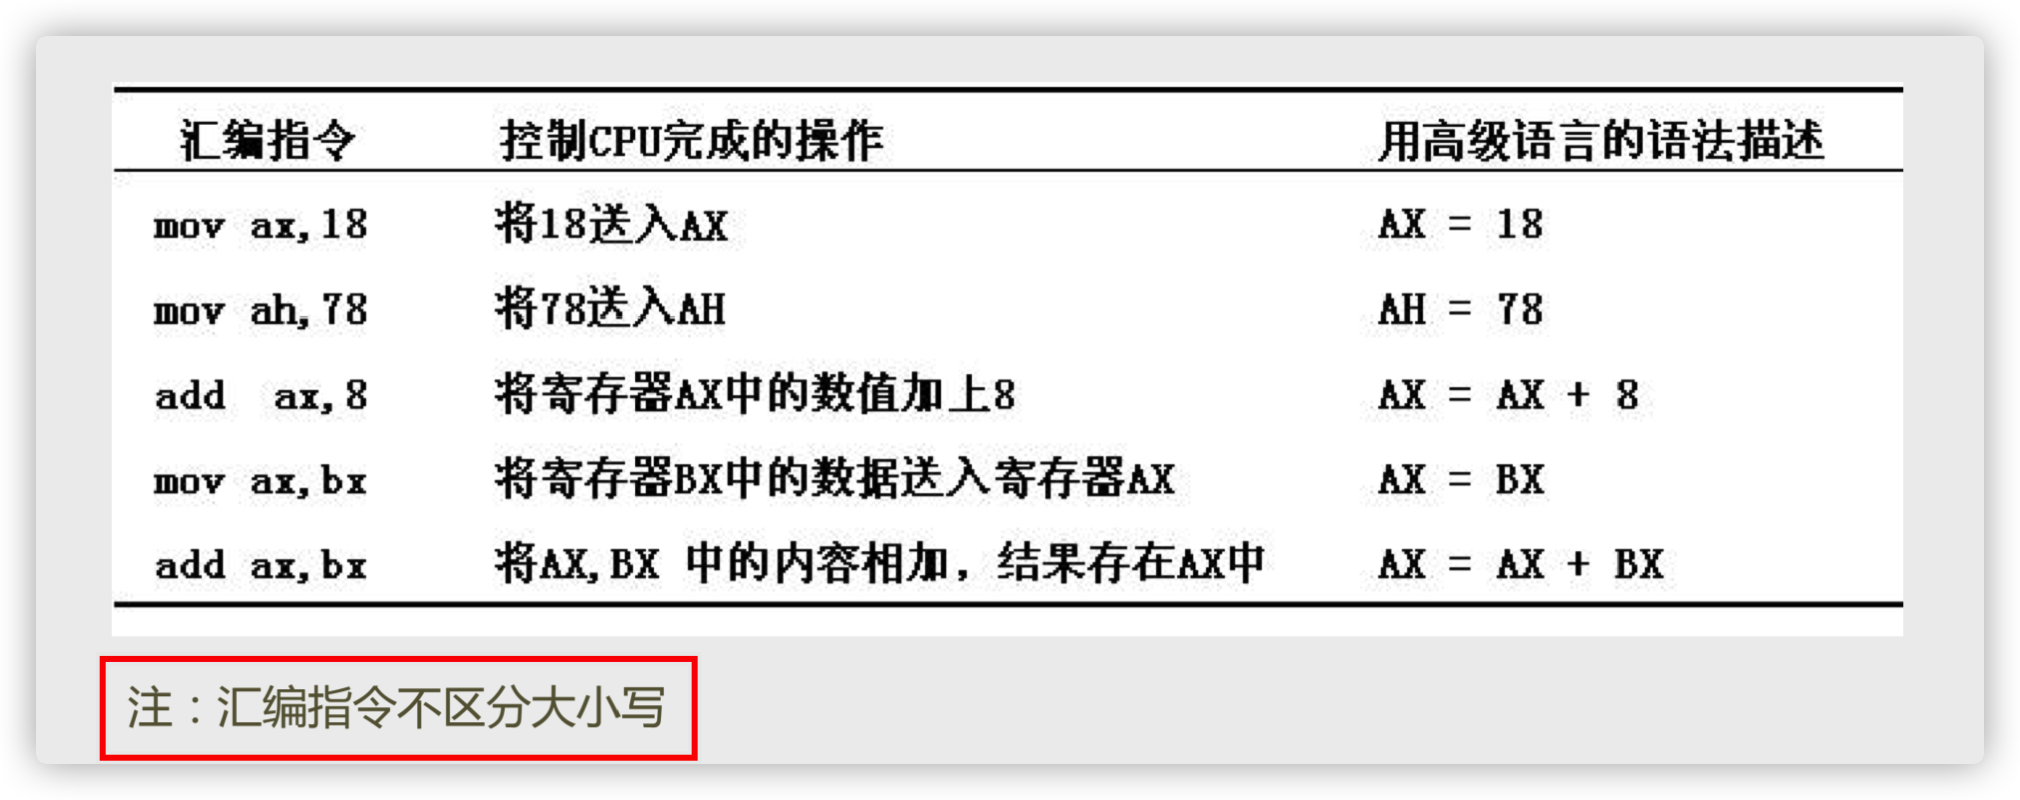 汇编指令 控制CPU完成的操作 用高级语言的语法描述
mov ax,18 将18送入AX AX = 18
mov ah,78 将78送入AH AH = 78
add ax,8 将寄存器AX中的数值加上8 AX = AX + 8
mov ax,bx 将寄存器BX中的数据送入寄存器AX AX = BX
add ax,bx 将AX,BX 中的内容相加，结果存在AX中 AX = AX + BX
注：汇编指令不区分大小写